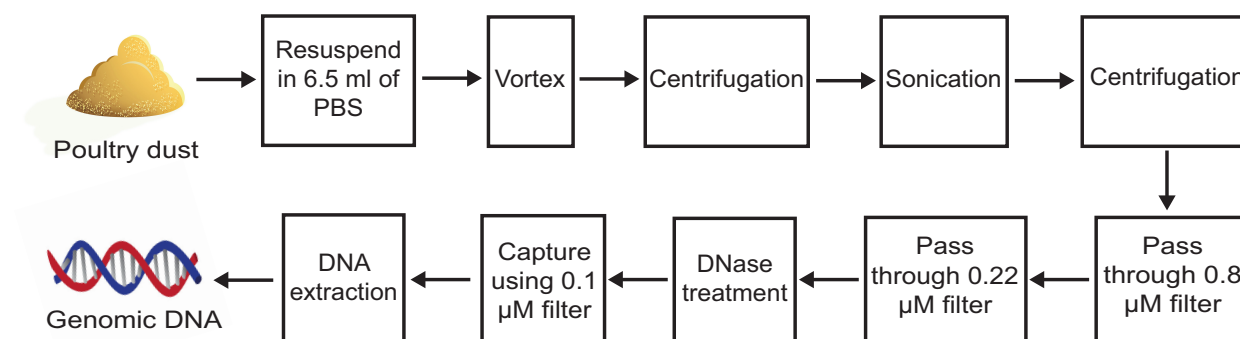 Poultry dust
Resuspend
in 6.5 ml of
PBS
Vortex
Centrifugation
Sonication
Centrifugation
Pass
through 0.8
µM filter
Pass
through 0.22
µM filter
DNase
treatment
Capture
using 0.1
µM filter
DNA
extraction
Genomic DNA